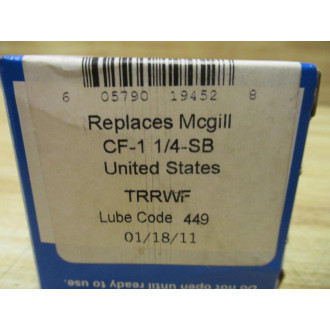 6 05790 19452 8
Replaces Mcgill
CF-1 1/4-SB
United States
TRRWF
Lube Code 449
01/18/11
Do not open until ready to use.